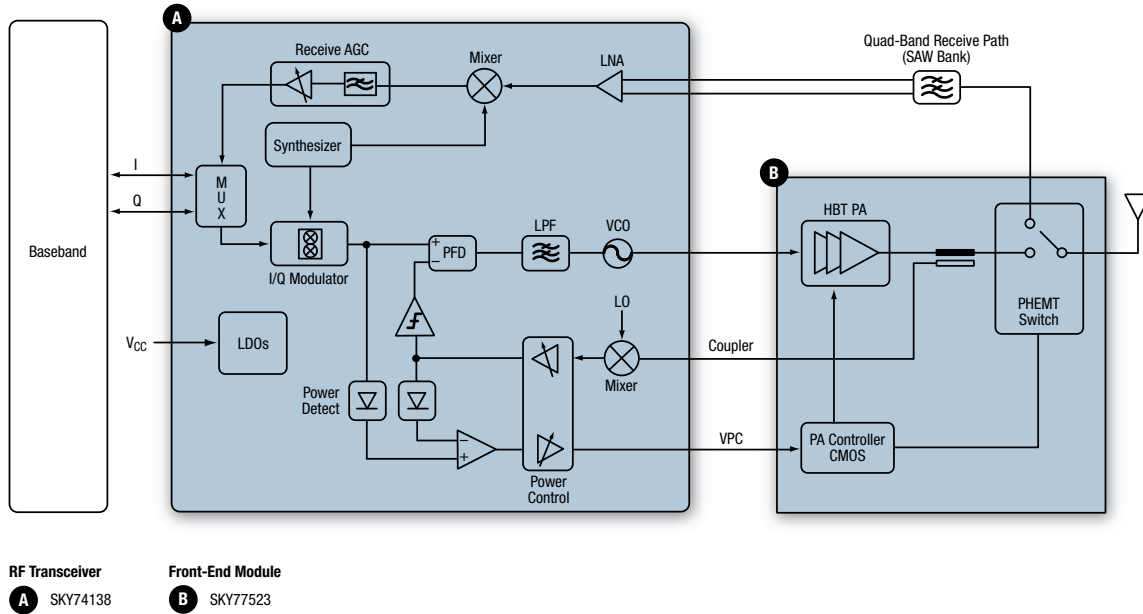 A
Receive AGC
Mixer
LNA
Quad-Band Receive Path
(SAW Bank)
Synthesizer
I
Q
M
U
X
B
HBT PA
Baseband
I/Q Modulator
+
−
PFD
LPF
VCO
PHEMT
Switch
LO
VCC
LDOs
Coupler
Mixer
Power
Detect
−
+
VPC
PA Controller
CMOS
Power
Control
RF Transceiver
A SKY74138
Front-End Module
B SKY77523